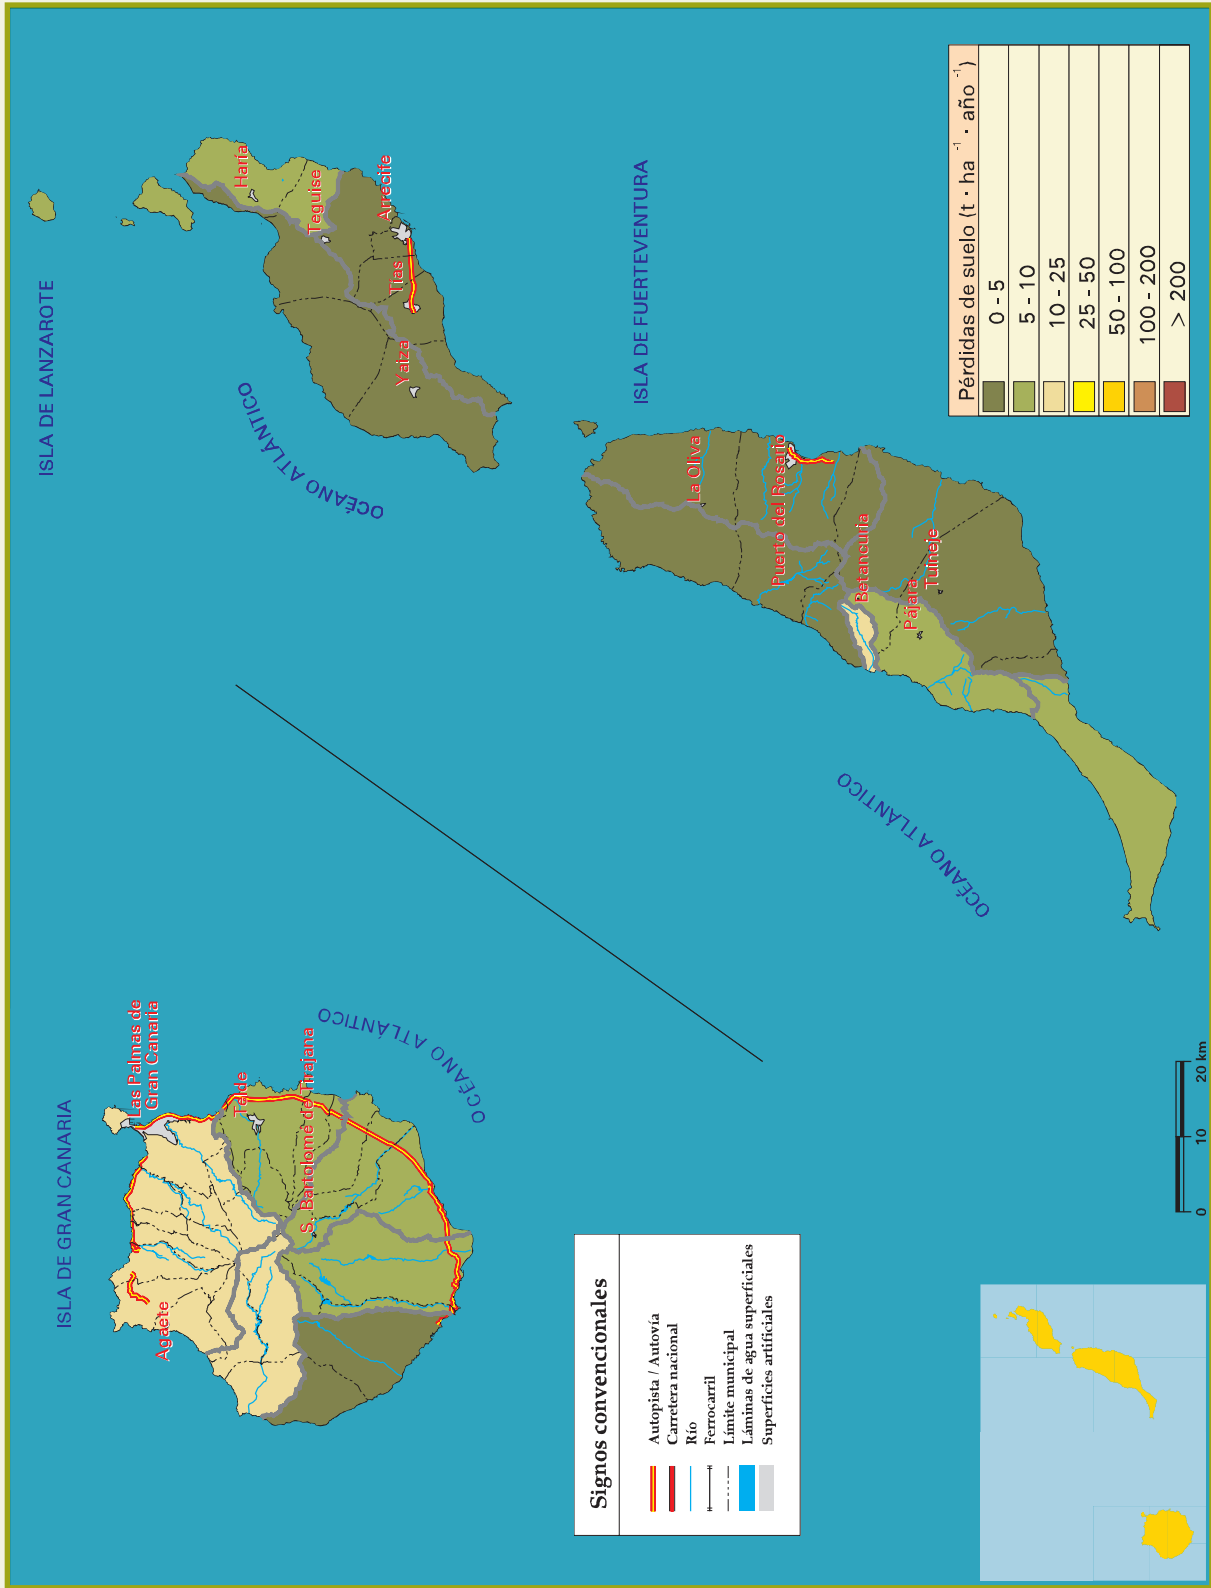 ISLA DE GRAN CANARIA
Las Palmas de
Gran Canaria
Agaete
Telde
S. Bartolomé de Tirajana
OCÉANO ATLÁNTICO
ISLA DE LANZAROTE
Haría
Teguise
Arrecife
Tías
Yaiza
OCÉANO ATLÁNTICO
ISLA DE FUERTEVENTURA
La Oliva
Puerto del Rosario
Betancuria
Pájara
Tuineje
OCÉANO ATLÁNTICO
Signos convencionales
Autopista / Autovía
Carretera nacional
Río
Ferrocarril
Límite municipal
Láminas de agua superficiales
Superficies artificiales
0 10 20 km
Pérdidas de suelo (t · ha -1 · año -1)
0 - 5
5 - 10
10 - 25
25 - 50
50 - 100
100 - 200
> 200